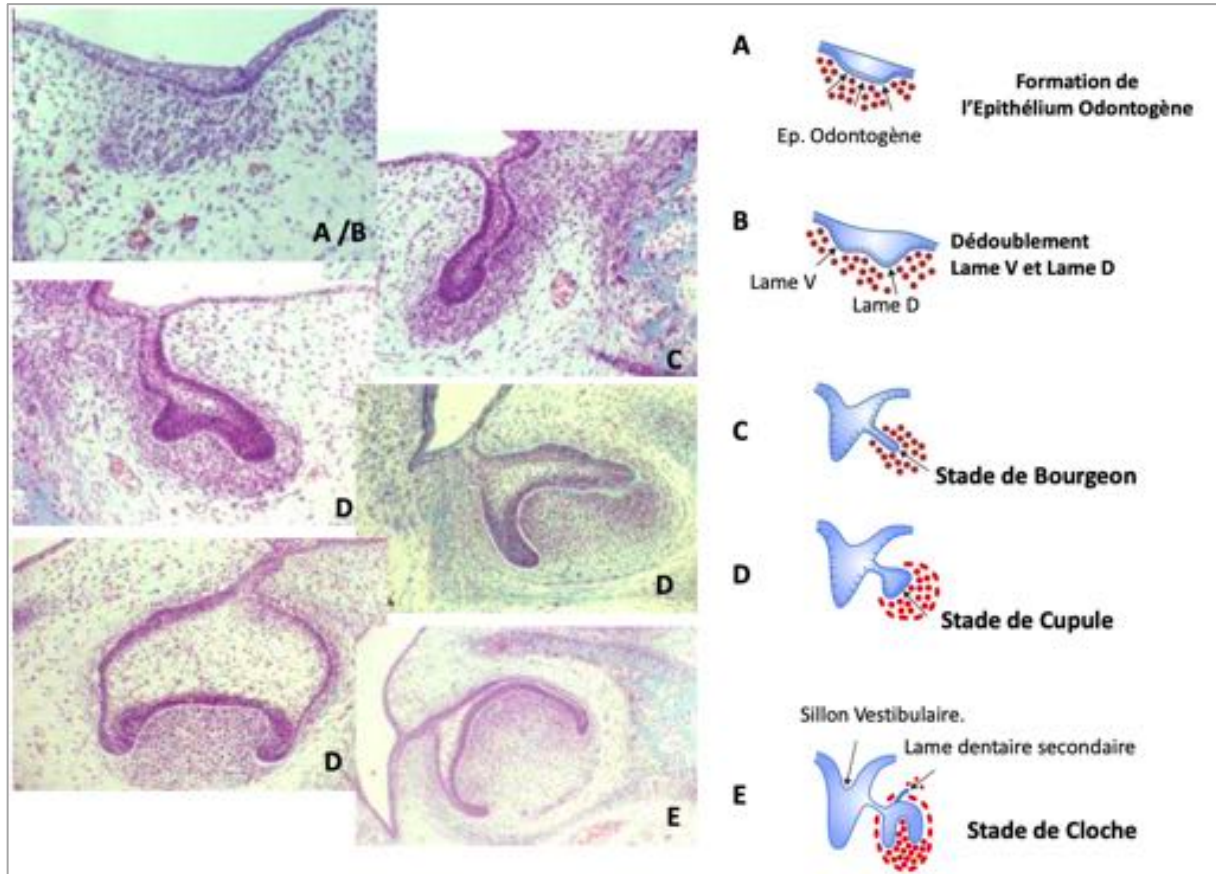 A /B
C
D
D
D
E
A
Formation de
l'Epithélium Odontogène
Ep. Odontogène
B
Dédoublement
Lame V et Lame D
Lame V
Lame D
C
Stade de Bourgeon
D
Stade de Cupule
Sillon Vestibulaire.
Lame dentaire secondaire
E
Stade de Cloche